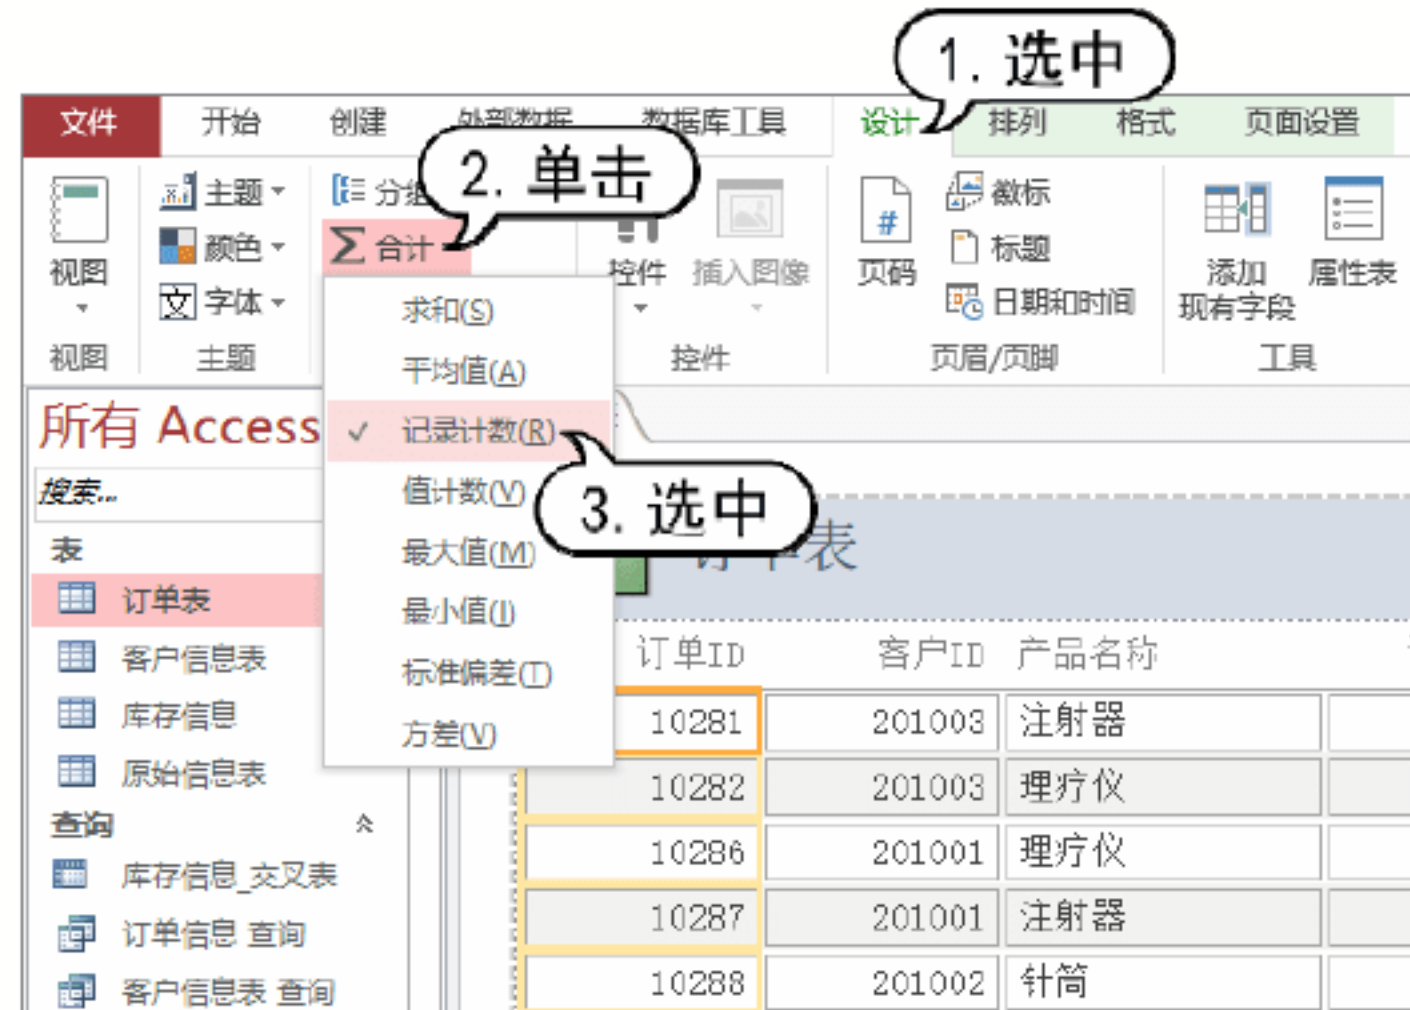 1. 选中
文件 开始 创建 外部数据 数据库工具 设计 排列 格式 页面设置
2. 单击
主题 分组 徽标
视图 颜色 合计 控件 插入图像 页码 标题 添加 属性表
字体 日期和时间 现有字段
视图 主题 控件 页眉/页脚 工具
求和(S)
平均值(A)
记录计数(R)
值计数(V)
最大值(M)
最小值(I)
标准偏差(T)
方差(V)
3. 选中
所有 Access
搜索...
表
订单表
客户信息表
库存信息
原始信息表
查询
库存信息_交叉表
订单信息 查询
客户信息表 查询
订单表
订单ID 客户ID 产品名称
10281 201003 注射器
10282 201003 理疗仪
10286 201001 理疗仪
10287 201001 注射器
10288 201002 针筒